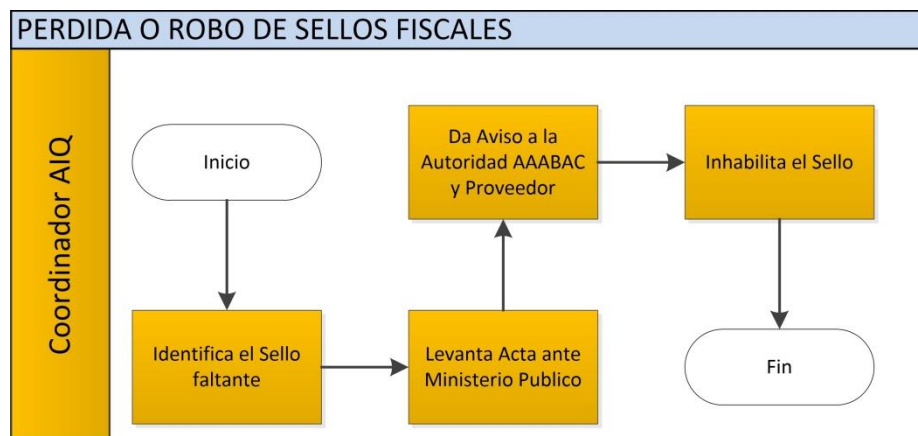 PERDIDA O ROBO DE SELLOS FISCALES
Coordinador AIQ
Inicio
Identifica el Sello
faltante
Levanta Acta ante
Ministerio Publico
Da Aviso a la
Autoridad AAABAC
y Proveedor
Inhabilita el Sello
Fin